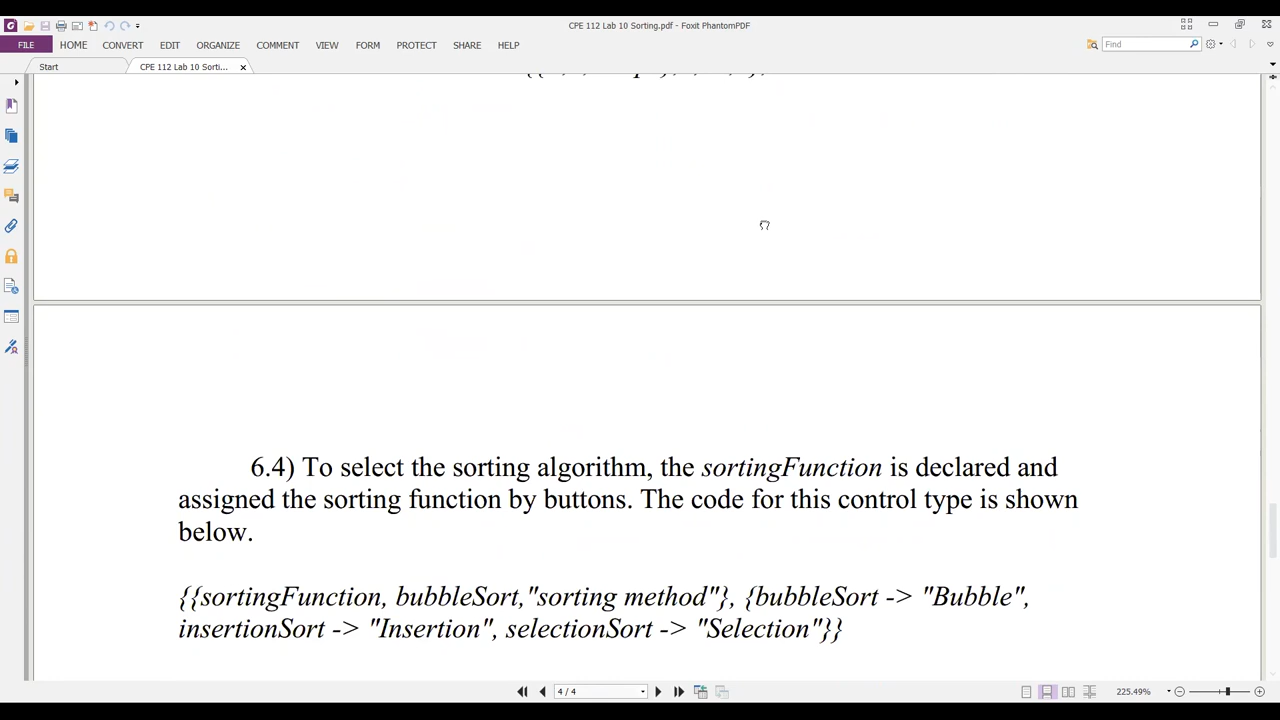 CPE 112 Lab 10 Sorting.pdf - Foxit PhantomPDF
FILE HOME CONVERT EDIT ORGANIZE COMMENT VIEW FORM PROTECT SHARE HELP Find
Start CPE 112 Lab 10 Sorti...
6.4) To select the sorting algorithm, the sortingFunction is declared and
assigned the sorting function by buttons. The code for this control type is shown
below.
{{sortingFunction, bubbleSort,"sorting method"}, {bubbleSort -> "Bubble",
insertionSort -> "Insertion", selectionSort -> "Selection"}}
4 / 4 225.49%